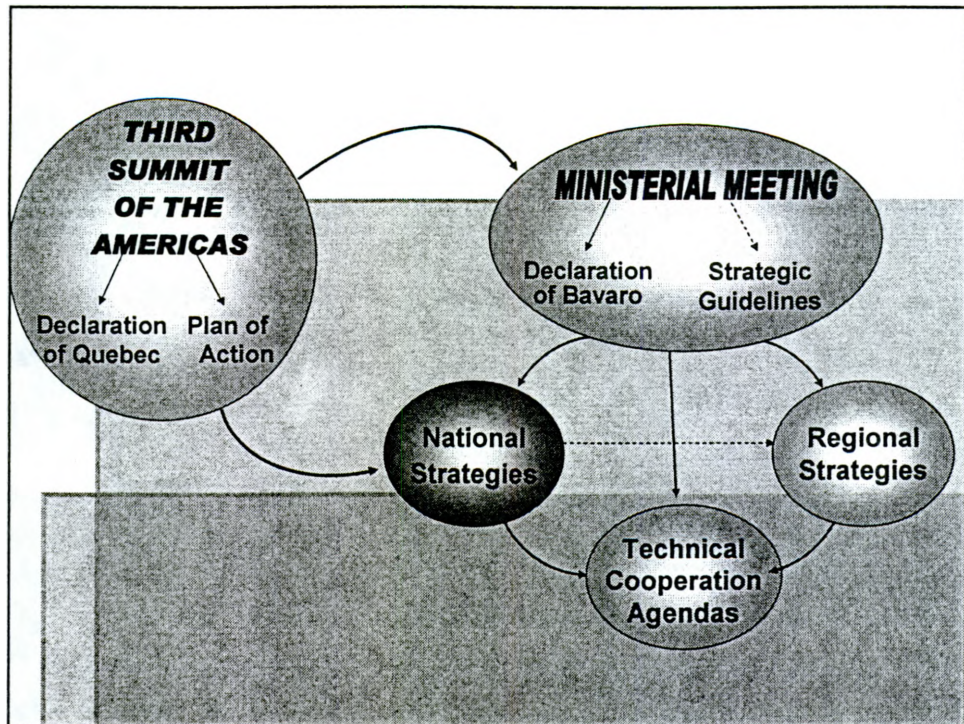 THIRD
SUMMIT
OF THE
AMERICAS
Declaration
of Quebec
Plan of
Action
MINISTERIAL MEETING
Declaration
of Bavaro
Strategic
Guidelines
National
Strategies
Regional
Strategies
Technical
Cooperation
Agendas